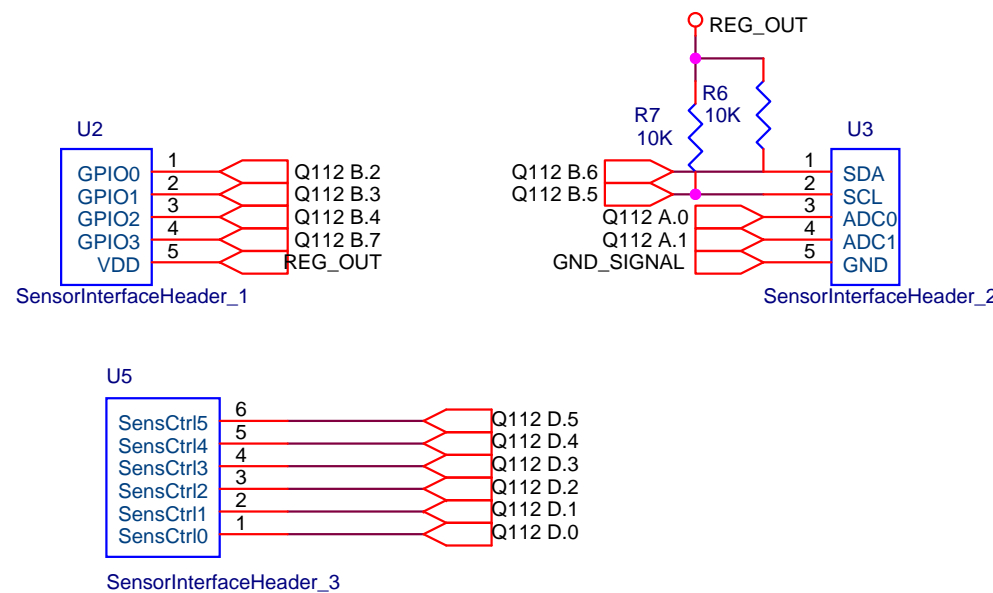 REG_OUT
R6
10K
R7
10K
U2
GPIO0 1 Q112 B.2
GPIO1 2 Q112 B.3
GPIO2 3 Q112 B.4
GPIO3 4 Q112 B.7
VDD 5 REG_OUT
SensorInterfaceHeader_1
U3
Q112 B.6 1 SDA
Q112 B.5 2 SCL
Q112 A.0 3 ADC0
Q112 A.1 4 ADC1
GND_SIGNAL 5 GND
SensorInterfaceHeader_2
U5
SensCtrl5 6 Q112 D.5
SensCtrl4 5 Q112 D.4
SensCtrl3 4 Q112 D.3
SensCtrl2 3 Q112 D.2
SensCtrl1 2 Q112 D.1
SensCtrl0 1 Q112 D.0
SensorInterfaceHeader_3